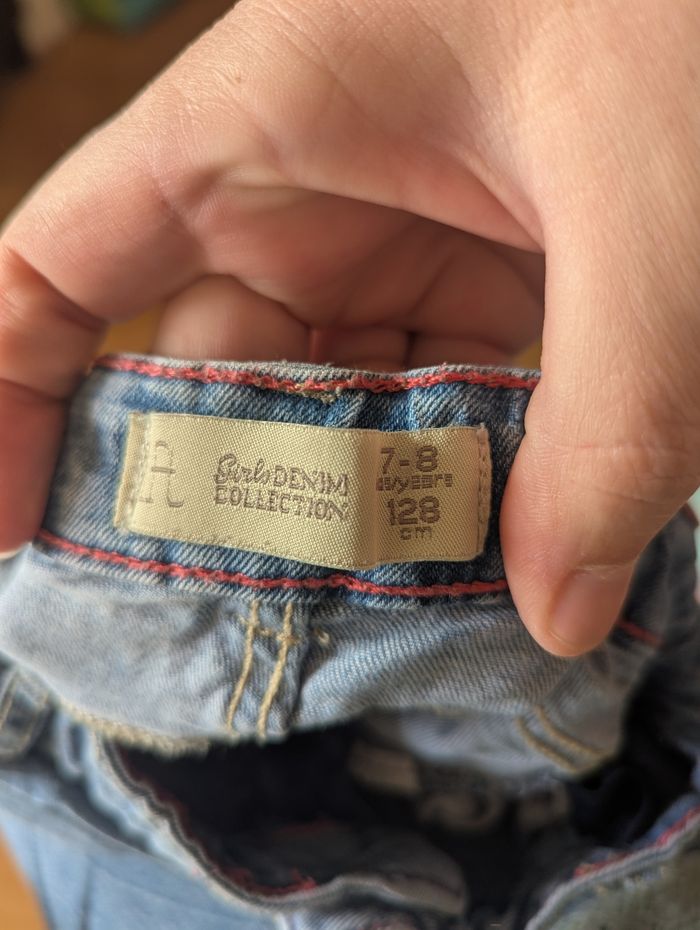 Girls DENIM
COLLECTION
7-8
128
cm